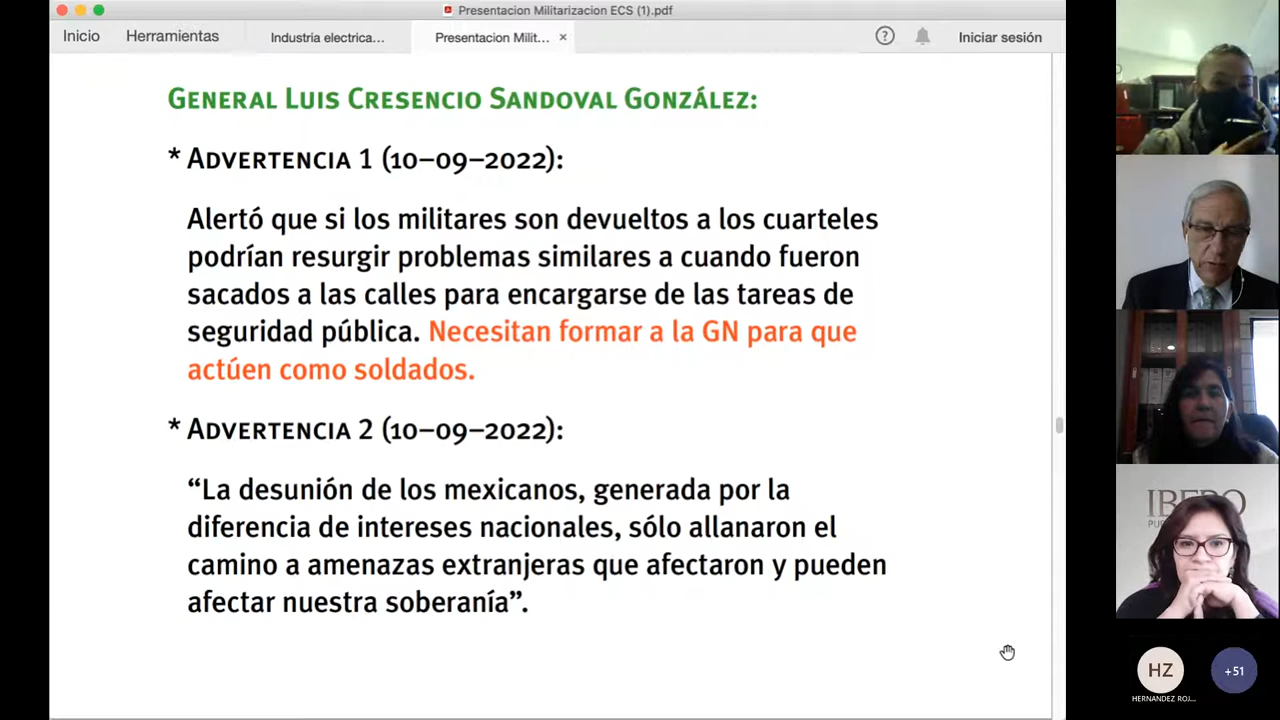 Presentacion Militarizacion ECS (1).pdf
Inicio
Herramientas
Industria electrica...
Presentacion Milit...
×
?
Iniciar sesión
General Luis Cresencio Sandoval González:
* Advertencia 1 (10–09–2022):
Alertó que si los militares son devueltos a los cuarteles
podrían resurgir problemas similares a cuando fueron
sacados a las calles para encargarse de las tareas de
seguridad pública. Necesitan formar a la GN para que
actúen como soldados.
* Advertencia 2 (10–09–2022):
“La desunión de los mexicanos, generada por la
diferencia de intereses nacionales, sólo allanaron el
camino a amenazas extranjeras que afectaron y pueden
afectar nuestra soberanía”.
IBERO
HZ
HERNANDEZ ROJ...
+51